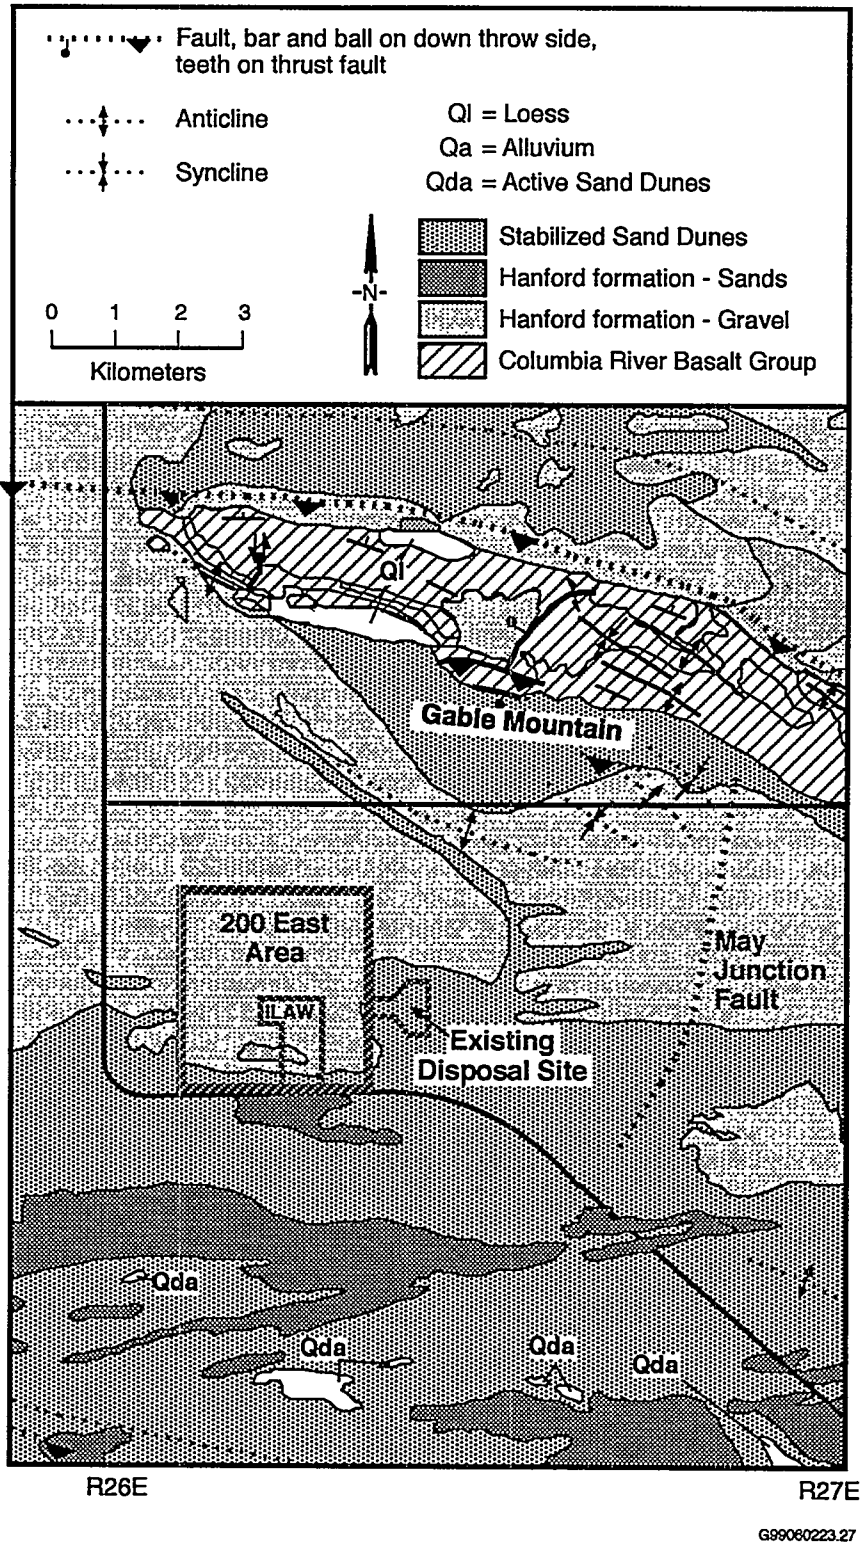 Fault, bar and ball on down throw side,
teeth on thrust fault
Anticline
Syncline
Ql = Loess
Qa = Alluvium
Qda = Active Sand Dunes
Stabilized Sand Dunes
Hanford formation - Sands
Hanford formation - Gravel
Columbia River Basalt Group
-N-
0 1 2 3
Kilometers
Ql
Gable Mountain
200 East
Area
ILAW
May
Junction
Fault
Existing
Disposal Site
Qda
Qda
Qda
Qda
R26E
R27E
G99060223.27